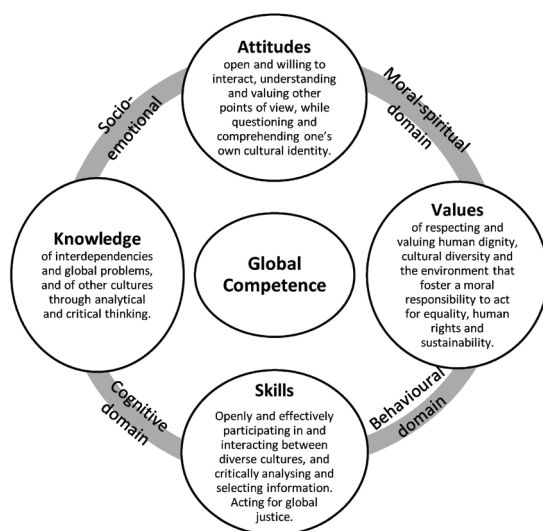 Attitudes
open and willing to
interact, understanding
and valuing other
points of view, while
questioning and
comprehending one's
own cultural identity.
Socio-
emotional
Moral-spiritual
domain
Knowledge
of interdependencies
and global problems,
and of other cultures
through analytical
and critical thinking.
Global
Competence
Values
of respecting and
valuing human dignity,
cultural diversity and
the environment that
foster a moral
responsibility to act
for equality, human
rights and
sustainability.
Cognitive
domain
Behavioural
domain
Skills
Openly and effectively
participating in and
interacting between
diverse cultures, and
critically analysing and
selecting information.
Acting for global
justice.